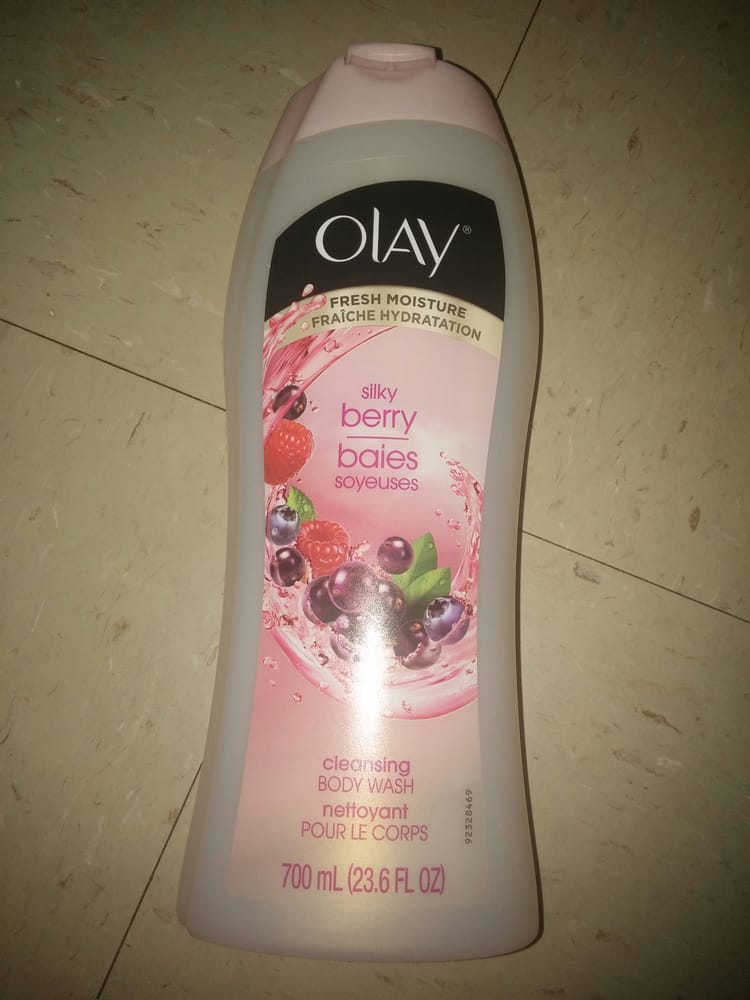 OLAY®
FRESH MOISTURE
FRAÎCHE HYDRATATION
silky
berry
baies
soyeuses
cleansing
BODY WASH
nettoyant
POUR LE CORPS
92328469
700 mL (23.6 FL OZ)